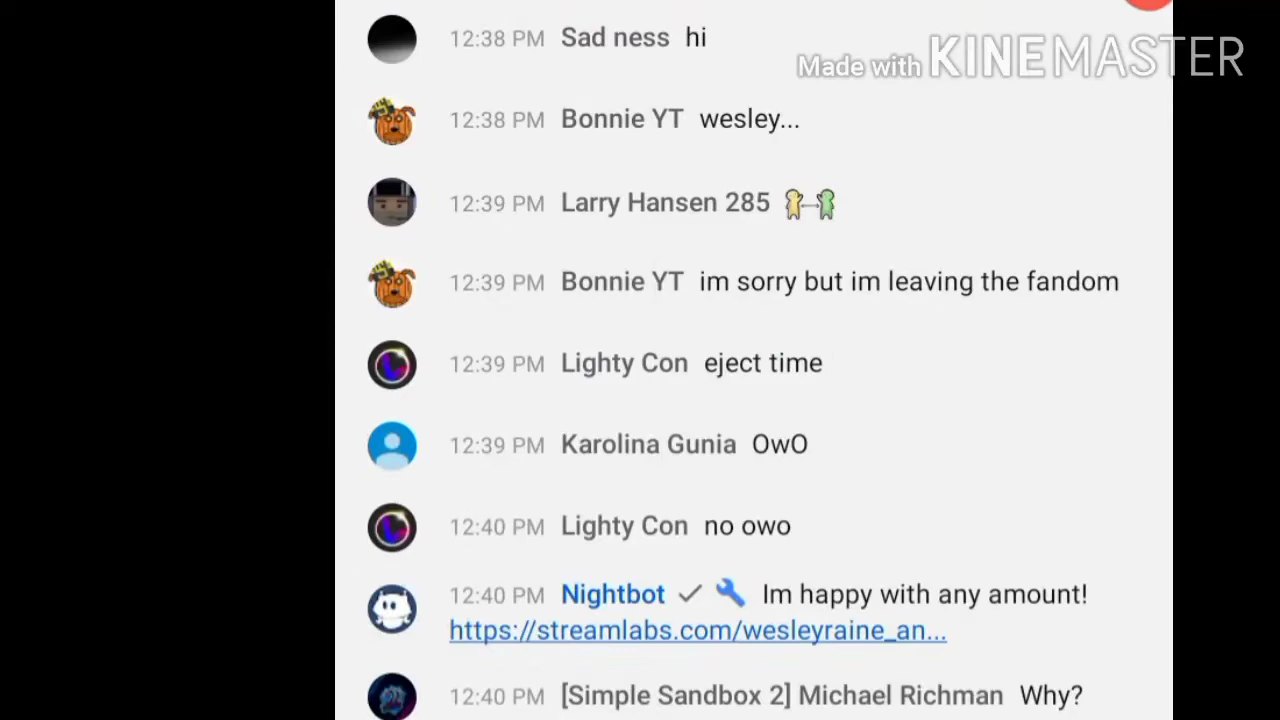 12:38 PM Sad ness hi
Made with KINEMASTER
12:38 PM Bonnie YT wesley...
12:39 PM Larry Hansen 285
12:39 PM Bonnie YT im sorry but im leaving the fandom
12:39 PM Lighty Con eject time
12:39 PM Karolina Gunia OwO
12:40 PM Lighty Con no owo
12:40 PM Nightbot Im happy with any amount!
https://streamlabs.com/wesleyraine_an...
12:40 PM [Simple Sandbox 2] Michael Richman Why?